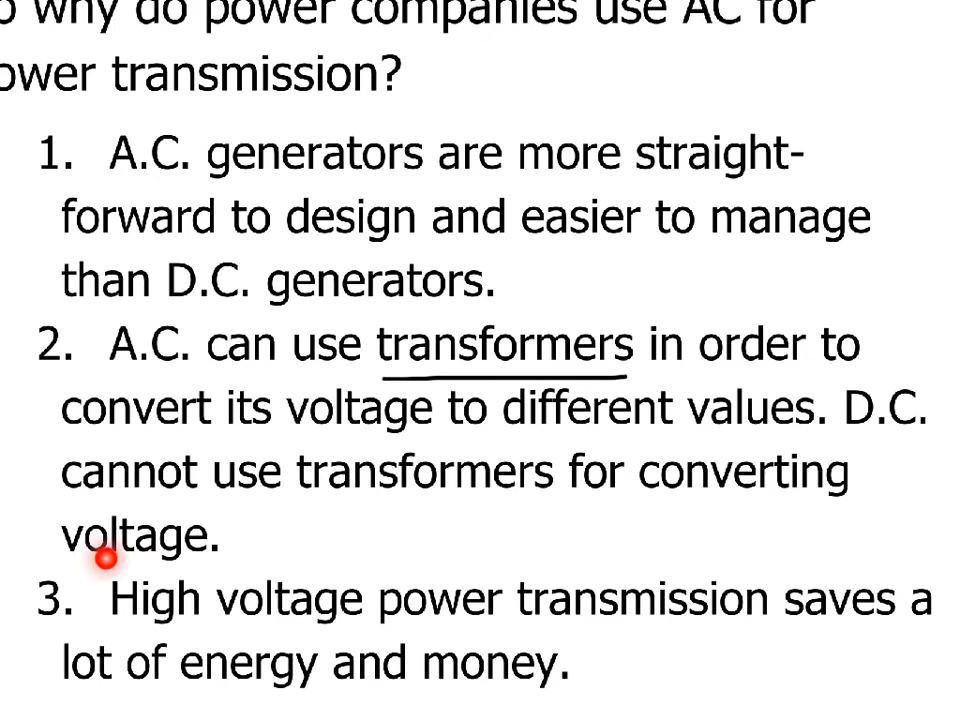 o why do power companies use AC for
ower transmission?
1. A.C. generators are more straight-
forward to design and easier to manage
than D.C. generators.
2. A.C. can use transformers in order to
convert its voltage to different values. D.C.
cannot use transformers for converting
voltage.
3. High voltage power transmission saves a
lot of energy and money.